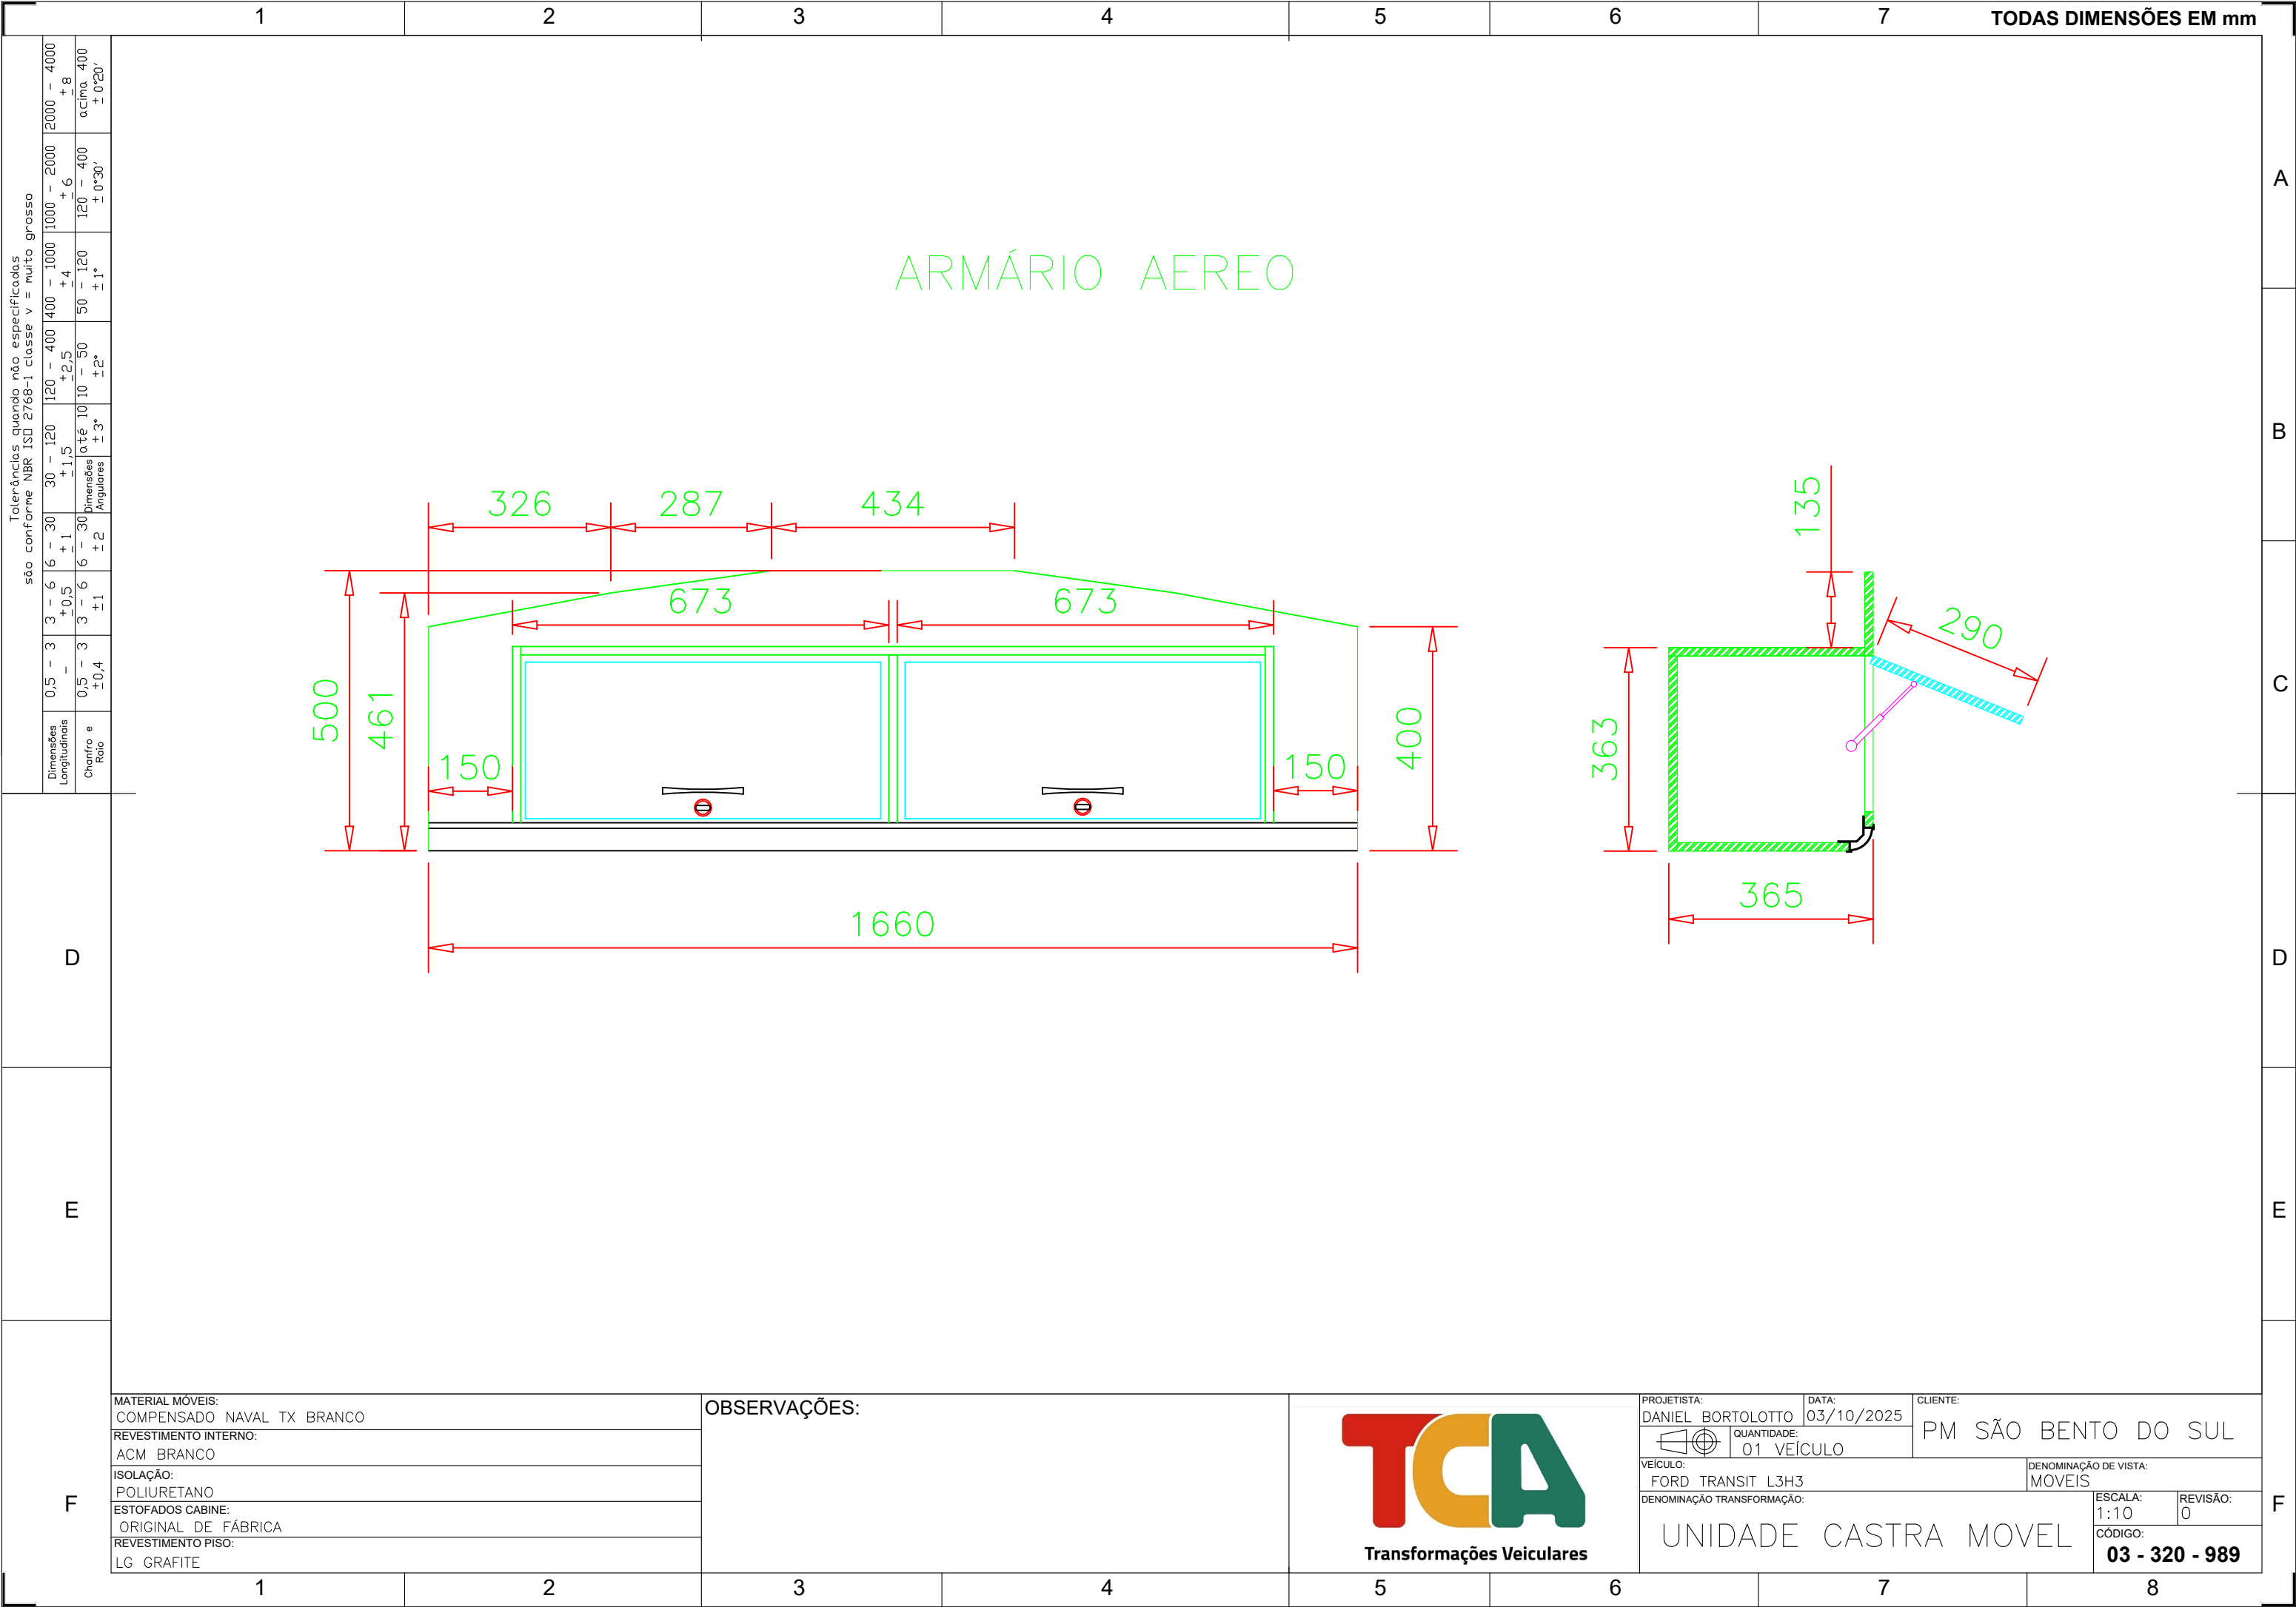 1 2 3 4 5 6 7 TODAS DIMENSÕES EM mm
Tolerâncias quando não especificadas
são conforme NBR ISO 2768-1 classe v = muito grosso
Dimensões Longitudinais 0,5 - 3 3 - 6 6 - 30 30 - 120 120 - 400 400 - 1000 1000 - 2000 2000 - 4000
- ±0,5 ±1 ±1,5 ±2,5 ±4 ±6 ±8
Chanfro e Raio 0,5 - 3 3 - 6 6 - 30 Dimensões Angulares até 10 10 - 50 50 - 120 120 - 400 acima 400
±0,4 ±1 ±2 ±3° ±2° ±1° ±0°30' ±0°20'
A
B
C
D
E
F
ARMÁRIO AEREO
326 287 434
673 673
500 461
150 150
400
1660
135
290
363
365
D
E
F
MATERIAL MÓVEIS:
COMPENSADO NAVAL TX BRANCO
REVESTIMENTO INTERNO:
ACM BRANCO
ISOLAÇÃO:
POLIURETANO
ESTOFADOS CABINE:
ORIGINAL DE FÁBRICA
REVESTIMENTO PISO:
LG GRAFITE
OBSERVAÇÕES:
TCA
Transformações Veiculares
PROJETISTA:
DANIEL BORTOLOTTO
DATA:
03/10/2025
CLIENTE:
PM SÃO BENTO DO SUL
QUANTIDADE:
01 VEÍCULO
VEÍCULO:
FORD TRANSIT L3H3
DENOMINAÇÃO DE VISTA:
MOVEIS
DENOMINAÇÃO TRANSFORMAÇÃO:
UNIDADE CASTRA MOVEL
ESCALA:
1:10
REVISÃO:
0
CÓDIGO:
03 - 320 - 989
1 2 3 4 5 6 7 8